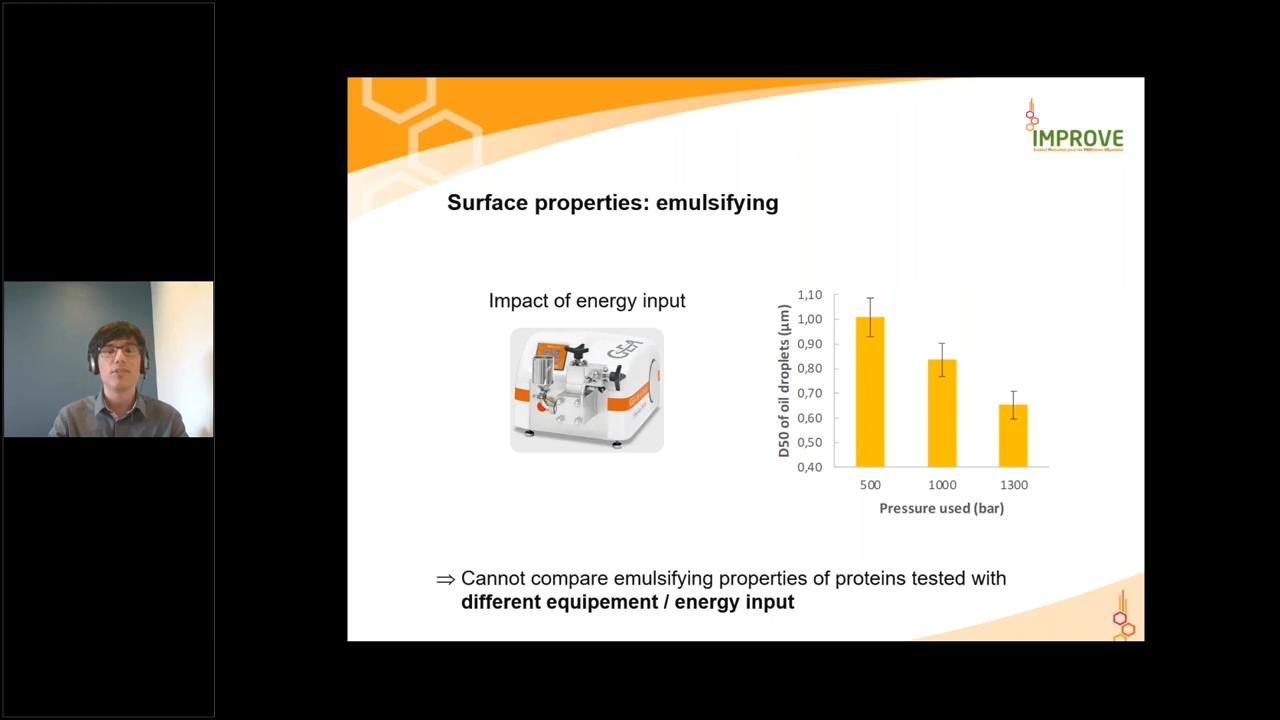 IMPROVE
Surface properties: emulsifying
Impact of energy input
GEA
D50 of oil droplets (µm)
1,10
1,00
0,90
0,80
0,70
0,60
0,50
0,40
500 1000 1300
Pressure used (bar)
⇒ Cannot compare emulsifying properties of proteins tested with
different equipement / energy input